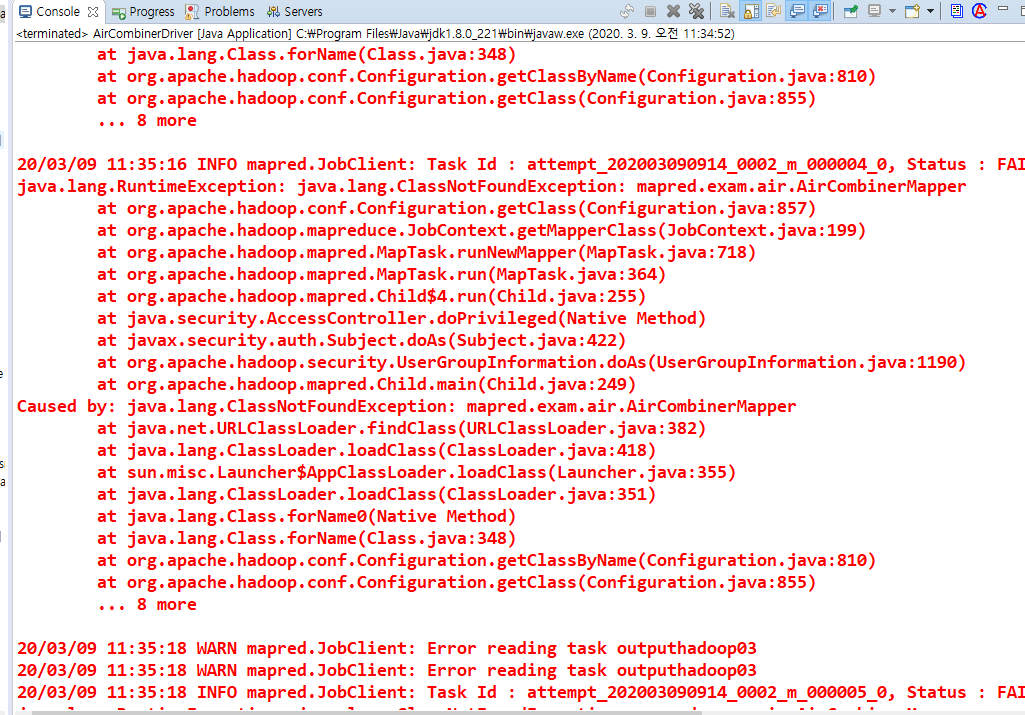 Console Progress Problems Servers
<terminated> AirCombinerDriver [Java Application] C:₩Program Files₩Java₩jdk1.8.0_221₩bin₩javaw.exe (2020. 3. 9. 오전 11:34:52)
at java.lang.Class.forName(Class.java:348)
at org.apache.hadoop.conf.Configuration.getClassByName(Configuration.java:810)
at org.apache.hadoop.conf.Configuration.getClass(Configuration.java:855)
... 8 more
20/03/09 11:35:16 INFO mapred.JobClient: Task Id : attempt_202003090914_0002_m_000004_0, Status : FAI
java.lang.RuntimeException: java.lang.ClassNotFoundException: mapred.exam.air.AirCombinerMapper
at org.apache.hadoop.conf.Configuration.getClass(Configuration.java:857)
at org.apache.hadoop.mapreduce.JobContext.getMapperClass(JobContext.java:199)
at org.apache.hadoop.mapred.MapTask.runNewMapper(MapTask.java:718)
at org.apache.hadoop.mapred.MapTask.run(MapTask.java:364)
at org.apache.hadoop.mapred.Child$4.run(Child.java:255)
at java.security.AccessController.doPrivileged(Native Method)
at javax.security.auth.Subject.doAs(Subject.java:422)
at org.apache.hadoop.security.UserGroupInformation.doAs(UserGroupInformation.java:1190)
at org.apache.hadoop.mapred.Child.main(Child.java:249)
Caused by: java.lang.ClassNotFoundException: mapred.exam.air.AirCombinerMapper
at java.net.URLClassLoader.findClass(URLClassLoader.java:382)
at java.lang.ClassLoader.loadClass(ClassLoader.java:418)
at sun.misc.Launcher$AppClassLoader.loadClass(Launcher.java:355)
at java.lang.ClassLoader.loadClass(ClassLoader.java:351)
at java.lang.Class.forName0(Native Method)
at java.lang.Class.forName(Class.java:348)
at org.apache.hadoop.conf.Configuration.getClassByName(Configuration.java:810)
at org.apache.hadoop.conf.Configuration.getClass(Configuration.java:855)
... 8 more
20/03/09 11:35:18 WARN mapred.JobClient: Error reading task outputhadoop03
20/03/09 11:35:18 WARN mapred.JobClient: Error reading task outputhadoop03
20/03/09 11:35:18 INFO mapred.JobClient: Task Id : attempt_202003090914_0002_m_000005_0, Status : FAI